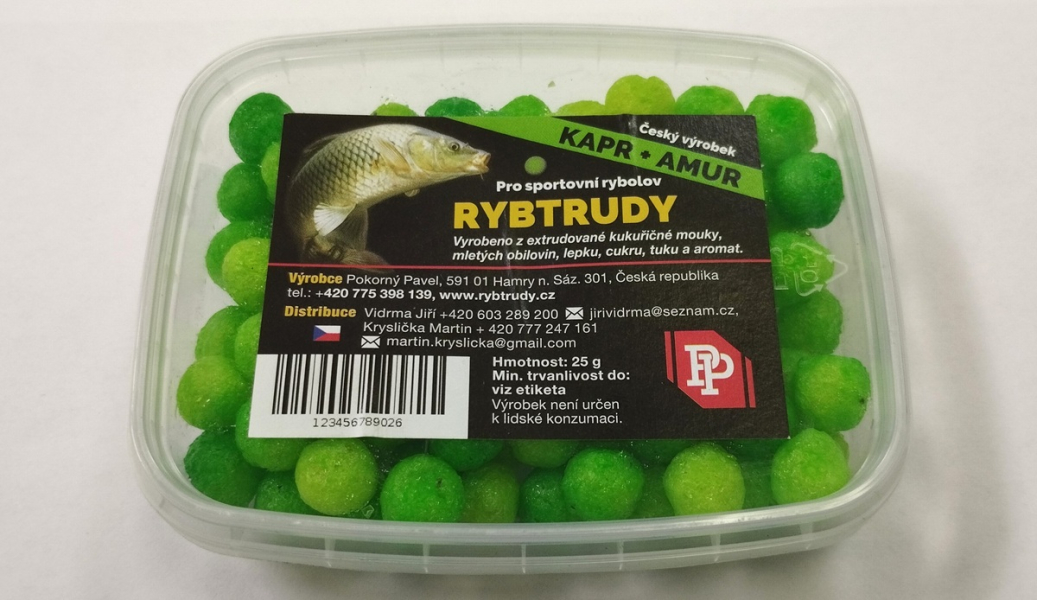 Český výrobek
KAPR + AMUR
Pro sportovní rybolov
RYBTRUDY
Vyrobeno z extrudované kukuřičné mouky,
mletých obilovin, lepku, cukru, tuku a aromat.
Výrobce Pokorný Pavel, 591 01 Hamry n. Sáz. 301, Česká republika
tel.: +420 775 398 139, www.rybtrudy.cz
Distribuce Vidrma Jiří +420 603 289 200 jirividrma@seznam.cz,
Kryslička Martin + 420 777 247 161
martin.kryslicka@gmail.com
Hmotnost: 25 g
Min. trvanlivost do:
viz etiketa
Výrobek není určen
k lidské konzumaci.
PP
123456789026